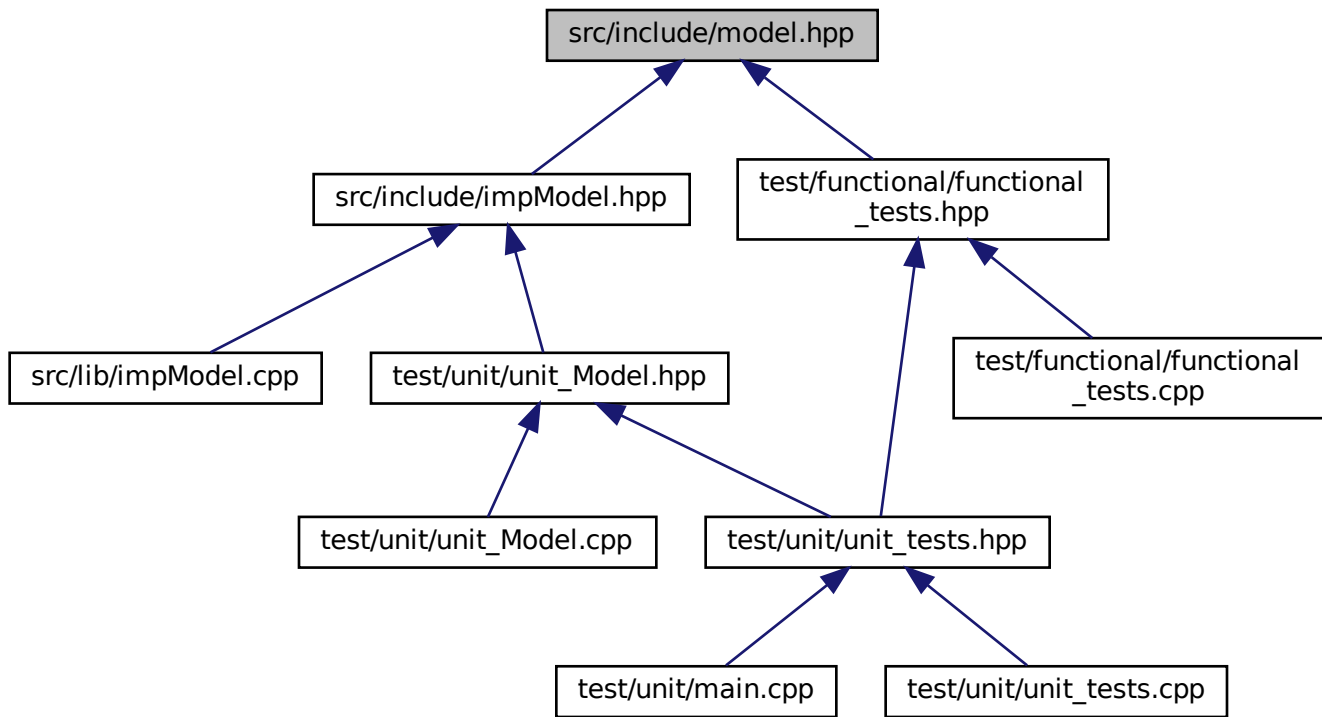 src/include/model.hpp
src/include/impModel.hpp
test/functional/functional
_tests.hpp
src/lib/impModel.cpp
test/unit/unit_Model.hpp
test/functional/functional
_tests.cpp
test/unit/unit_Model.cpp
test/unit/unit_tests.hpp
test/unit/main.cpp
test/unit/unit_tests.cpp